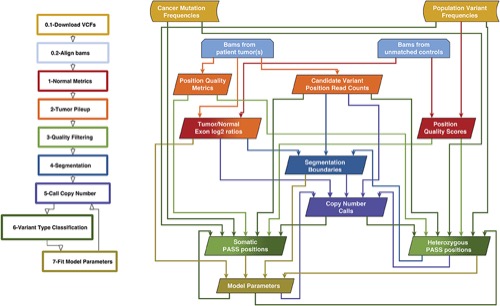 0.1-Download VCFs
0.2-Align bams
1-Normal Metrics
2-Tumor Pileup
3-Quality Filtering
4-Segmentation
5-Call Copy Number
6-Variant Type Classification
7-Fit Model Parameters
Cancer Mutation
Frequencies
Population Variant
Frequencies
Bams from
patient tumor(s)
Bams from
unmatched controls
Position Quality
Metrics
Candidate Variant
Position Read Counts
Tumor/Normal
Exon log2 ratios
Position
Quality Scores
Segmentation
Boundaries
Copy Number
Calls
Somatic
PASS positions
Heterozygous
PASS positions
Model Parameters